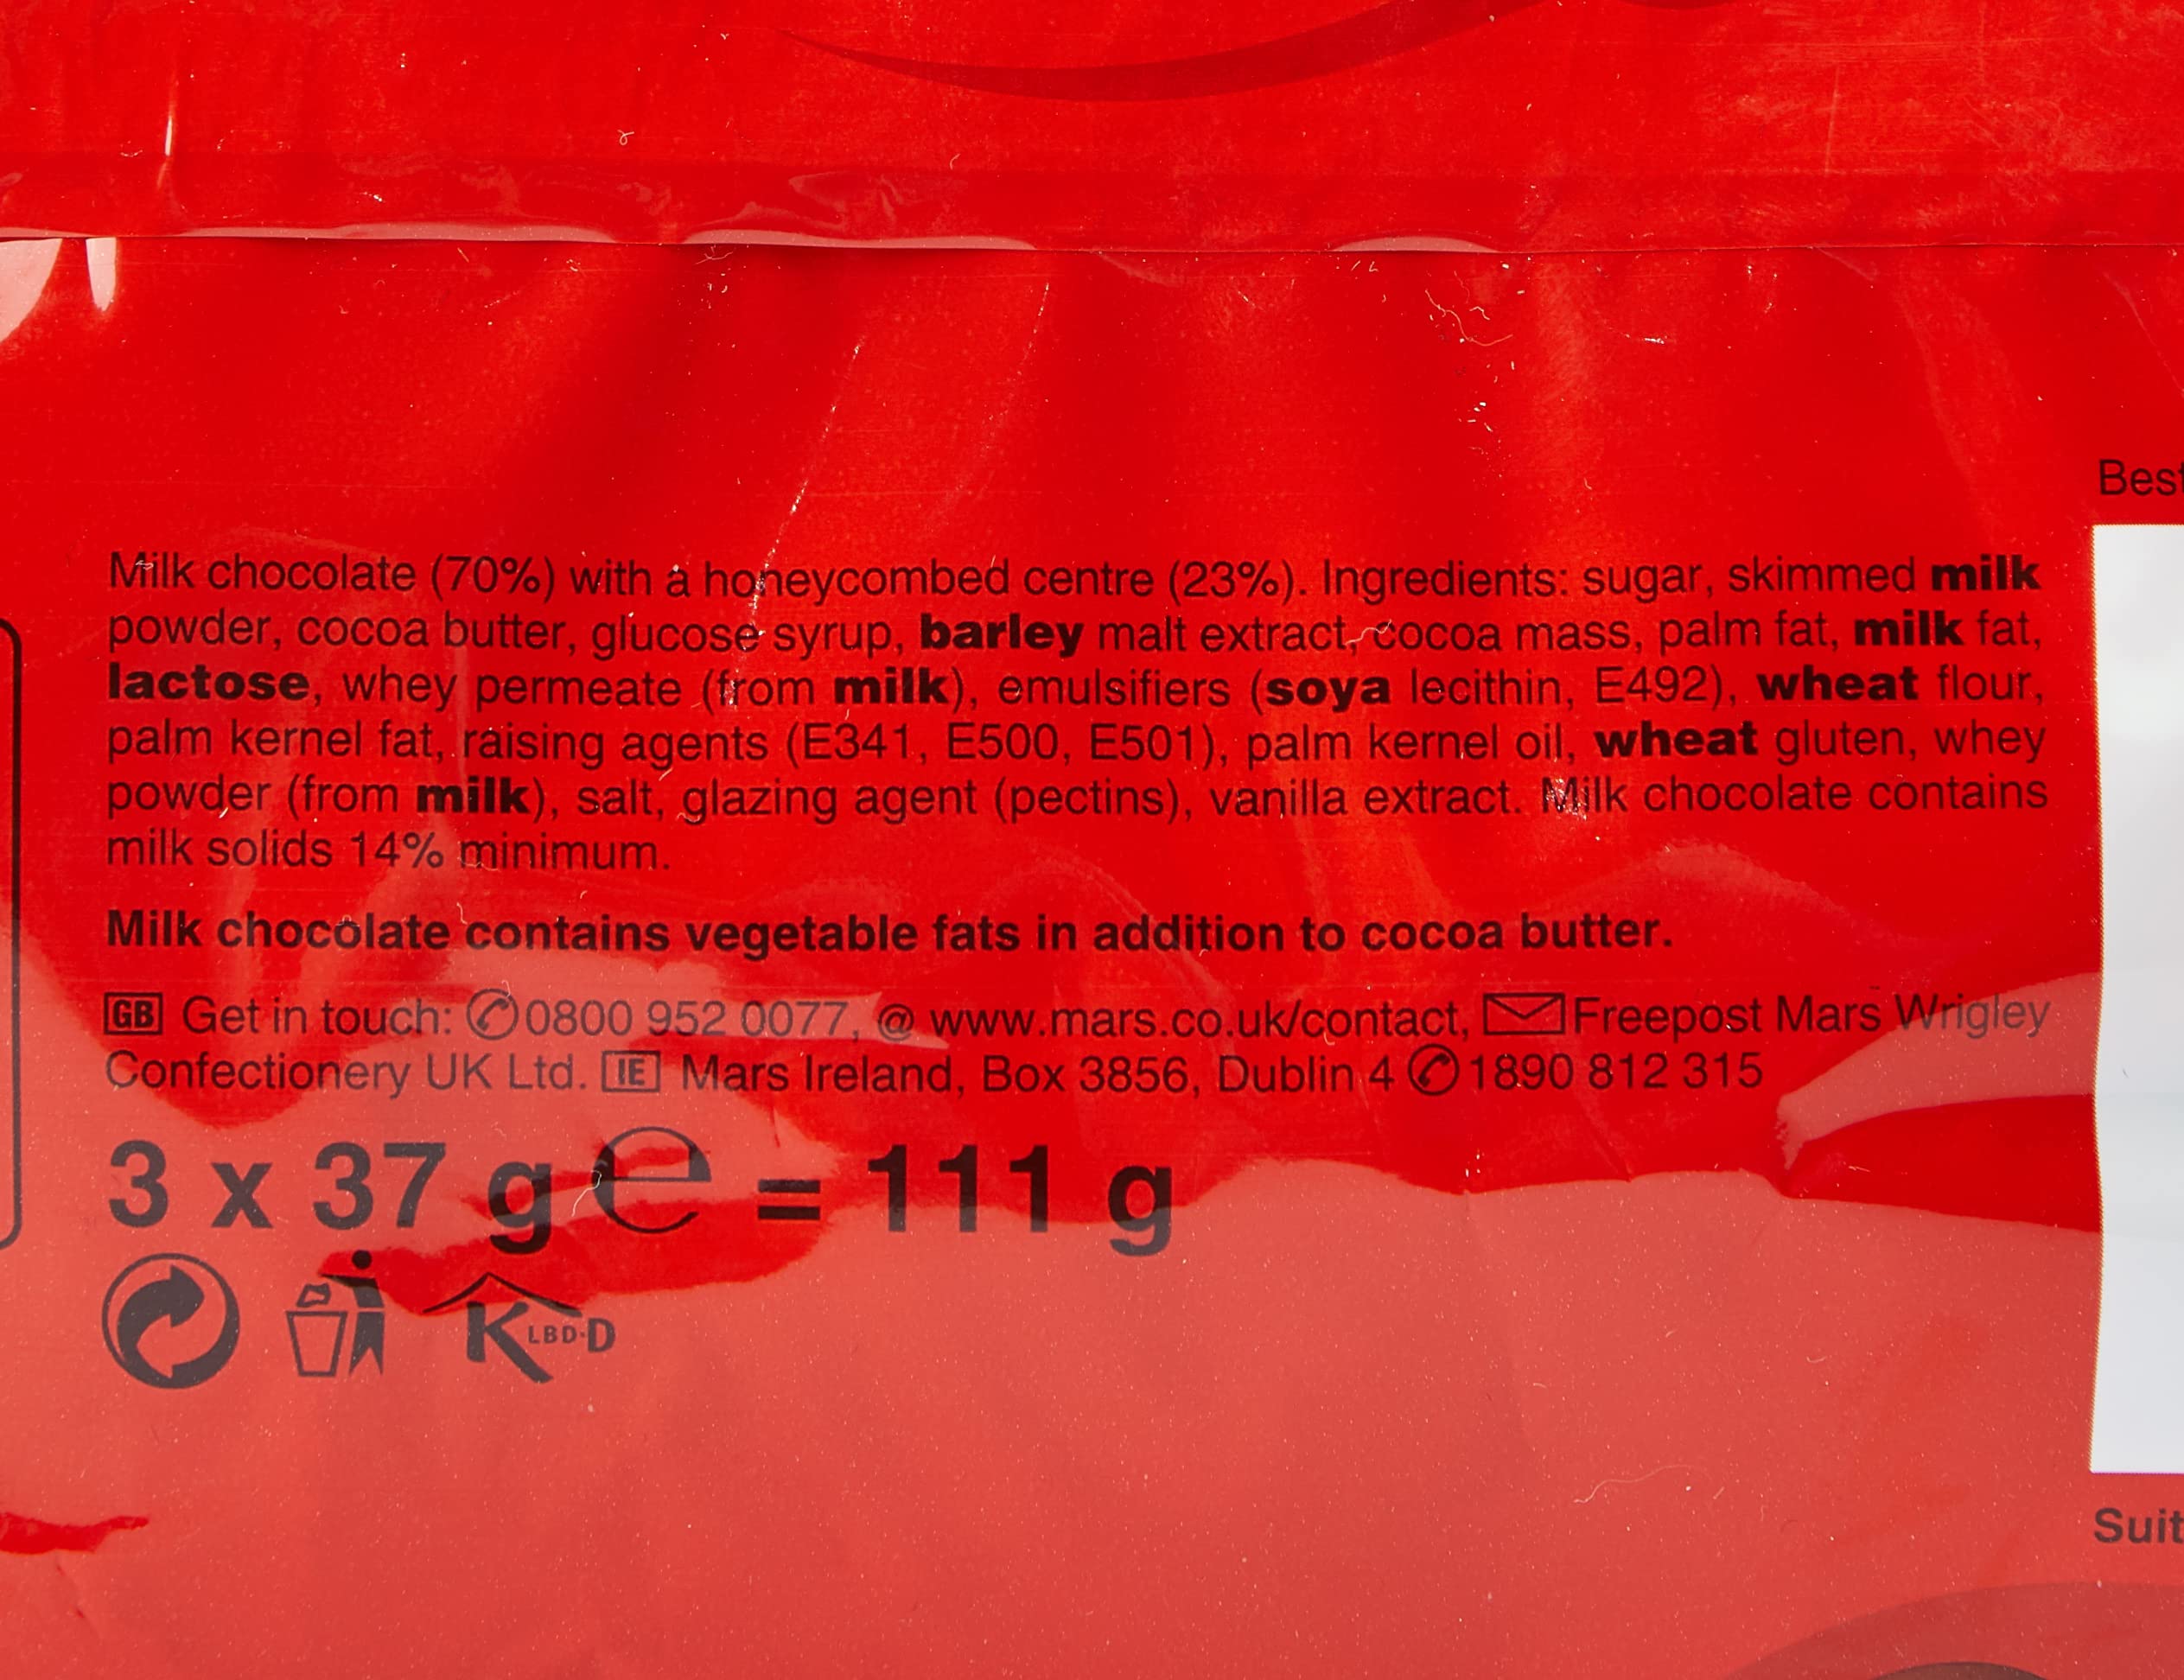 Best
Milk chocolate (70%) with a honeycombed centre (23%). Ingredients: sugar, skimmed milk
powder, cocoa butter, glucose syrup, barley malt extract, cocoa mass, palm fat, milk fat,
lactose, whey permeate (from milk), emulsifiers (soya lecithin, E492), wheat flour,
palm kernel fat, raising agents (E341, E500, E501), palm kernel oil, wheat gluten, whey
powder (from milk), salt, glazing agent (pectins), vanilla extract. Milk chocolate contains
milk solids 14% minimum.
Milk chocolate contains vegetable fats in addition to cocoa butter.
GB Get in touch: ✆0800 952 0077, @ www.mars.co.uk/contact, Freepost Mars Wrigley
Confectionery UK Ltd. IE Mars Ireland, Box 3856, Dublin 4 ✆1890 812 315
3 x 37 g e = 111 g
K LBD-D
Suit